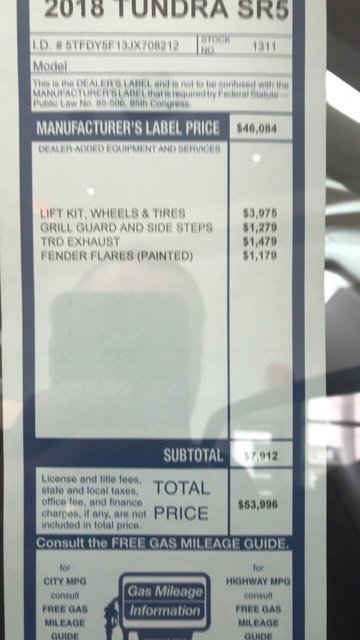 2018 TUNDRA SR5
I.D. # 5TFDY5F13JX708212 STOCK NO. 1311
Model
This is the DEALER'S LABEL and is not to be confused with the
MANUFACTURER'S LABEL that is required by Federal Statute —
Public Law No. 85-506, 85th Congress.
MANUFACTURER'S LABEL PRICE $46,084
DEALER-ADDED EQUIPMENT AND SERVICES
LIFT KIT, WHEELS & TIRES $3,975
GRILL GUARD AND SIDE STEPS $1,279
TRD EXHAUST $1,479
FENDER FLARES (PAINTED) $1,179
SUBTOTAL $7,912
License and title fees,
state and local taxes,
office fee, and finance
charges, if any, are not
included in total price.
TOTAL
PRICE
$53,996
Consult the FREE GAS MILEAGE GUIDE.
for
CITY MPG
consult
FREE GAS
MILEAGE
GUIDE
Gas Mileage
Information
for
HIGHWAY MPG
consult
FREE GAS
MILEAGE
GUIDE